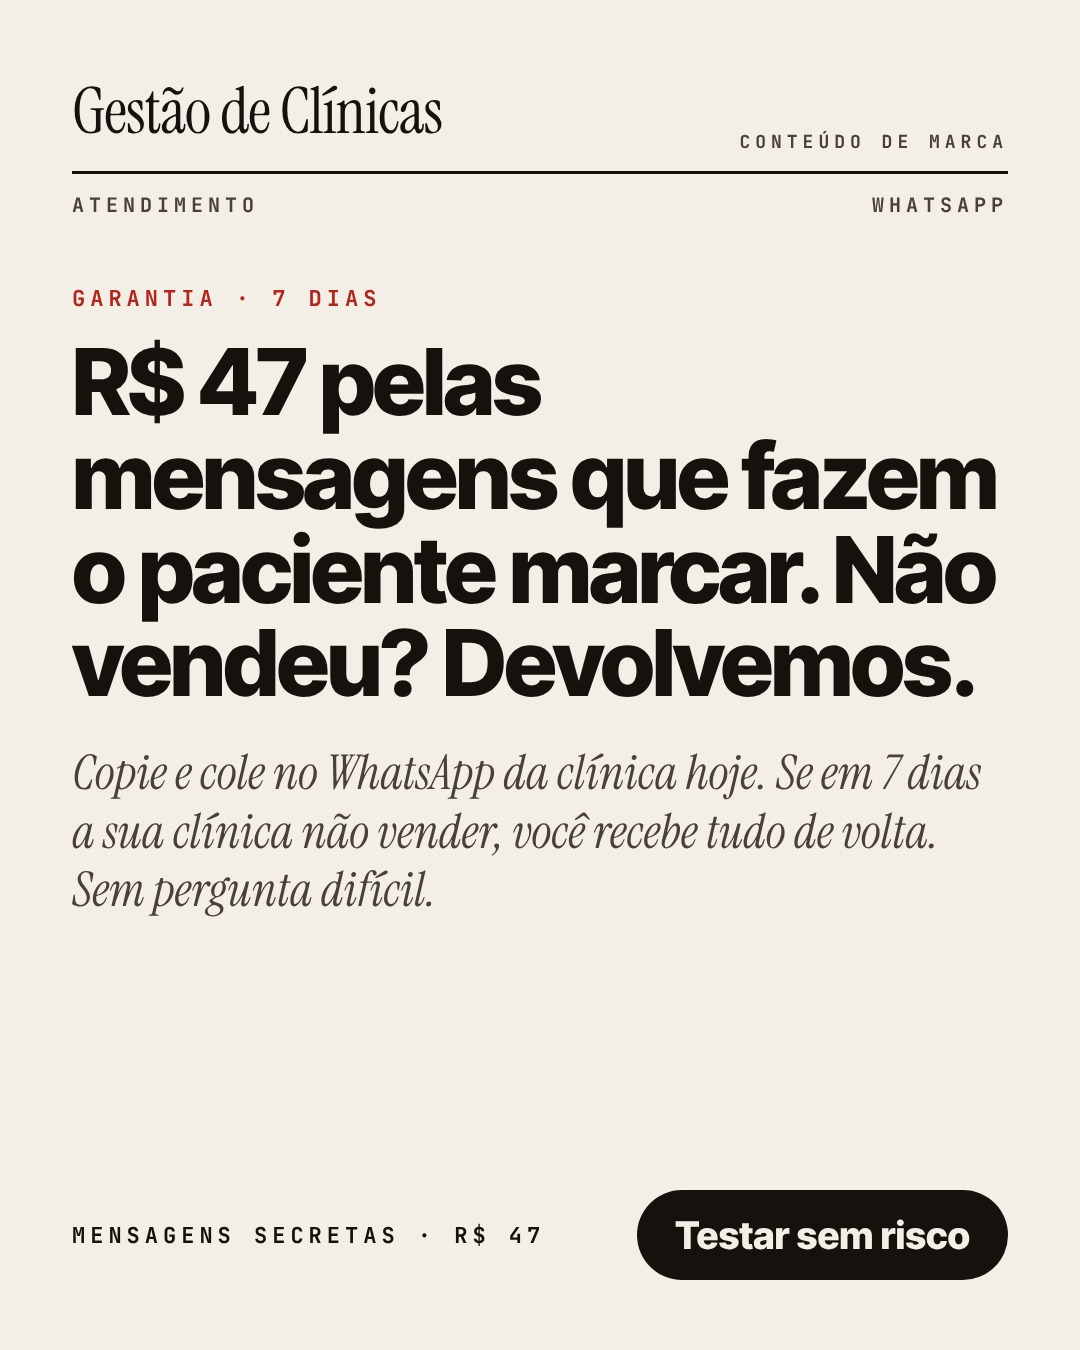 Gestão de Clínicas
CONTEÚDO DE MARCA
ATENDIMENTO
WHATSAPP
GARANTIA · 7 DIAS
R$ 47 pelas
mensagens que fazem
o paciente marcar. Não
vendeu? Devolvemos.
Copie e cole no WhatsApp da clínica hoje. Se em 7 dias
a sua clínica não vender, você recebe tudo de volta.
Sem pergunta difícil.
MENSAGENS SECRETAS · R$ 47
Testar sem risco